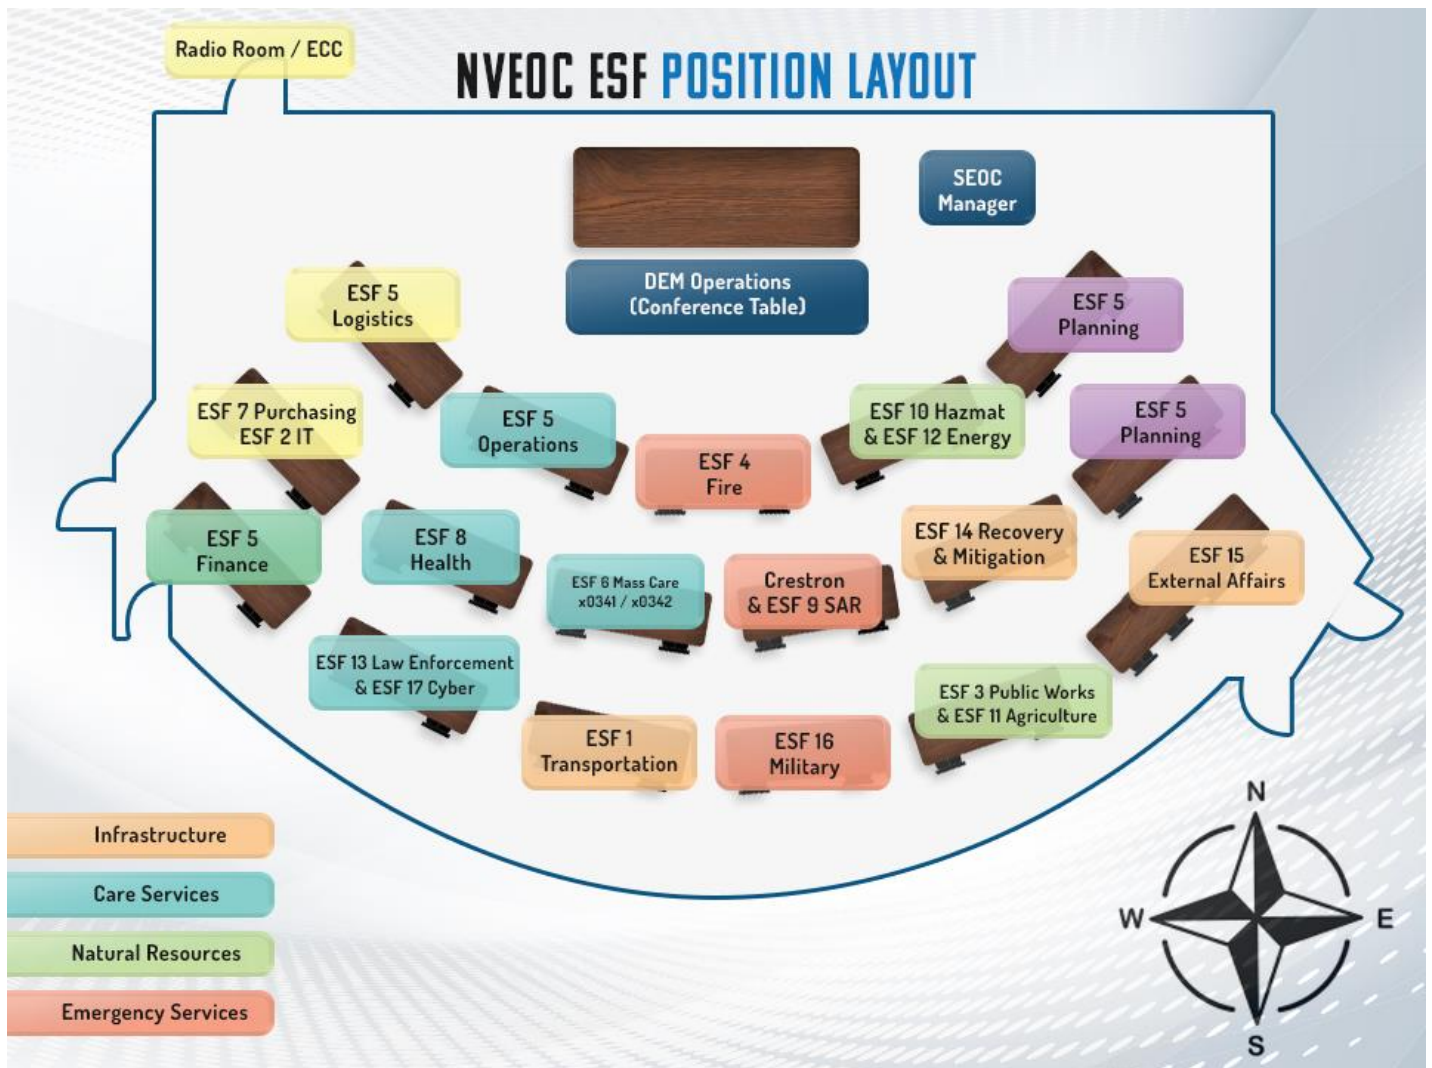 Radio Room / ECC
NVEOC ESF POSITION LAYOUT
SEOC
Manager
DEM Operations
(Conference Table)
ESF 5
Logistics
ESF 5
Planning
ESF 7 Purchasing
ESF 2 IT
ESF 5
Operations
ESF 4
Fire
ESF 10 Hazmat
& ESF 12 Energy
ESF 5
Planning
ESF 5
Finance
ESF 8
Health
ESF 6 Mass Care
x0341 / x0342
Crestron
& ESF 9 SAR
ESF 14 Recovery
& Mitigation
ESF 15
External Affairs
ESF 13 Law Enforcement
& ESF 17 Cyber
ESF 1
Transportation
ESF 16
Military
ESF 3 Public Works
& ESF 11 Agriculture
Infrastructure
Care Services
Natural Resources
Emergency Services
N
W
E
S